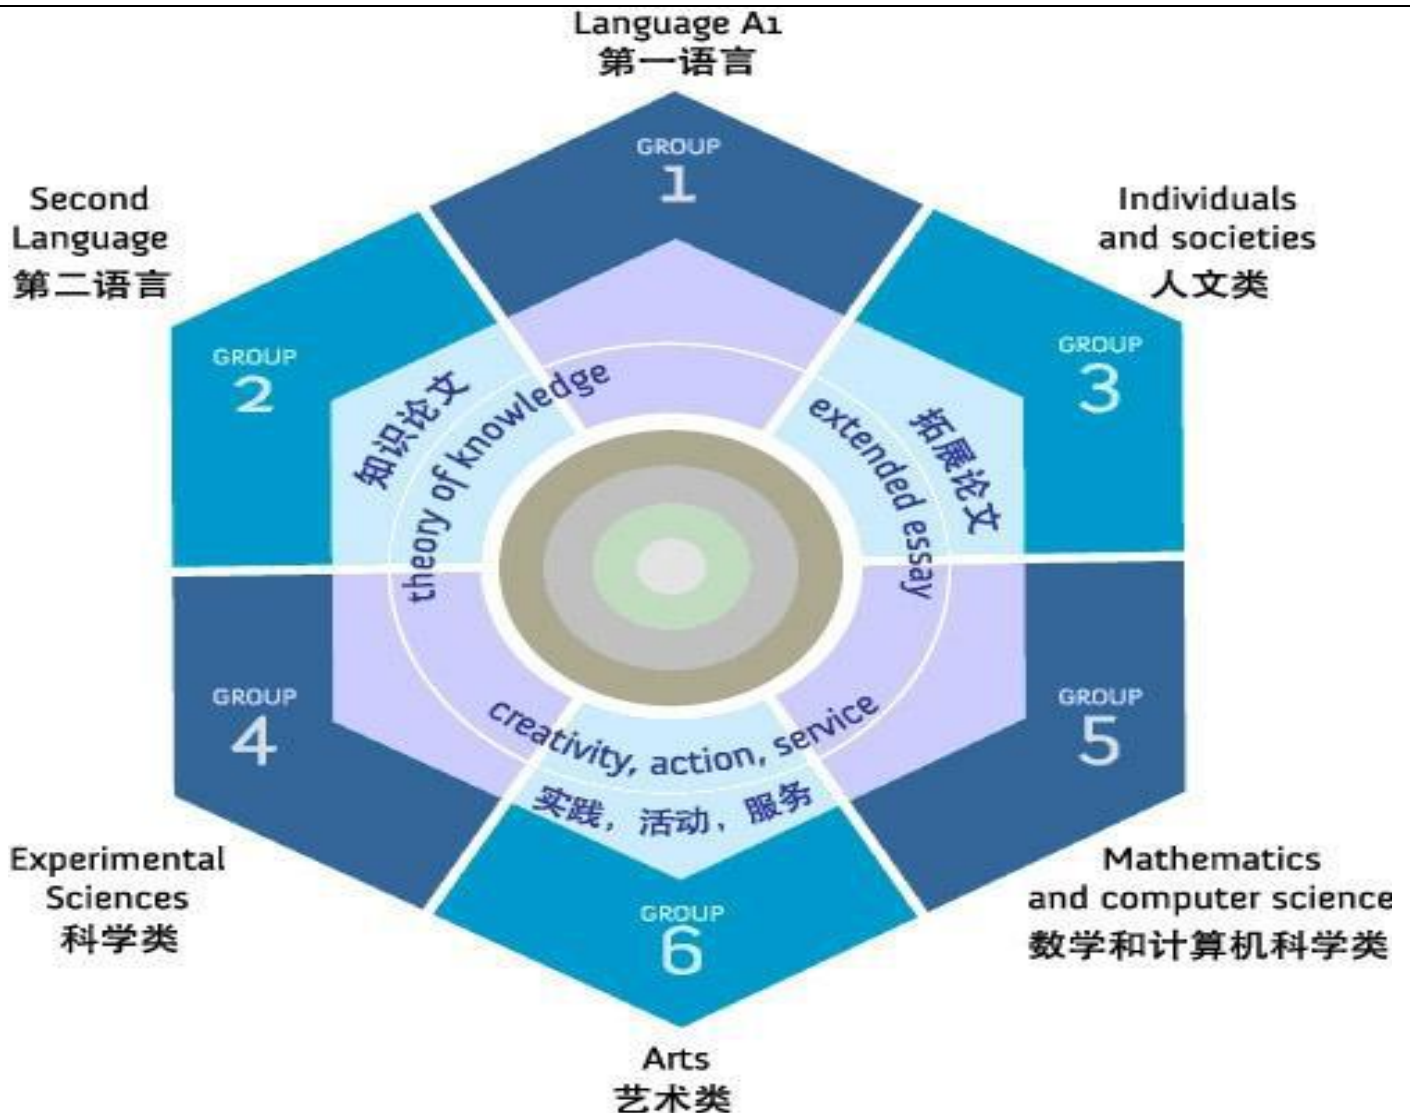 Language A1
第一语言
GROUP
1
Second
Language
第二语言
GROUP
2
Individuals
and societies
人文类
GROUP
3
知识论文
theory of knowledge
拓展论文
extended essay
creativity, action, service
实践，活动，服务
GROUP
4
Experimental
Sciences
科学类
GROUP
5
Mathematics
and computer science
数学和计算机科学类
GROUP
6
Arts
艺术类